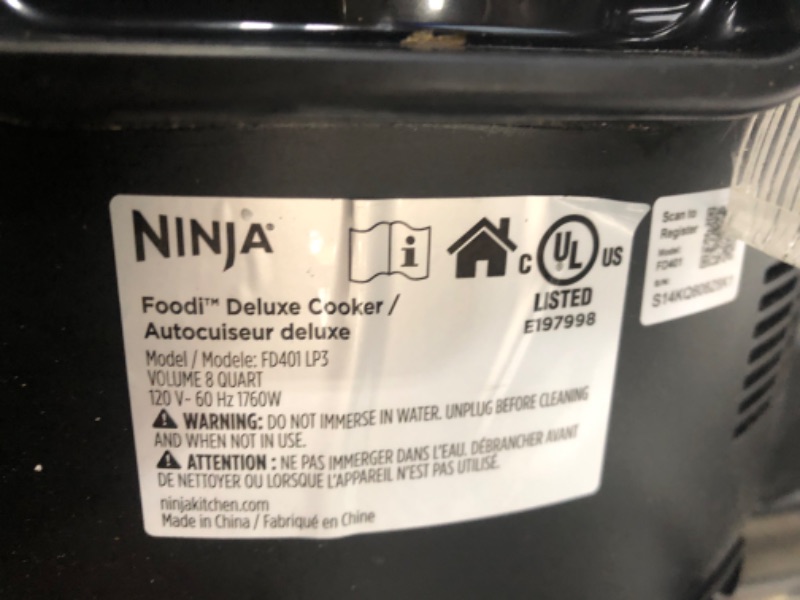 NINJA
i
C UL US
LISTED
E197998
Foodi™ Deluxe Cooker /
Autocuiseur deluxe
Model / Modele: FD401 LP3
VOLUME 8 QUART
120 V~ 60 Hz 1760W
WARNING: DO NOT IMMERSE IN WATER. UNPLUG BEFORE CLEANING
AND WHEN NOT IN USE.
ATTENTION : NE PAS IMMERGER DANS L'EAU. DÉBRANCHER AVANT
DE NETTOYER OU LORSQUE L'APPAREIL N'EST PAS UTILISÉ.
ninjakitchen.com
Made in China / Fabriqué en Chine
Scan to
Register
Model:
FD401
S/N: